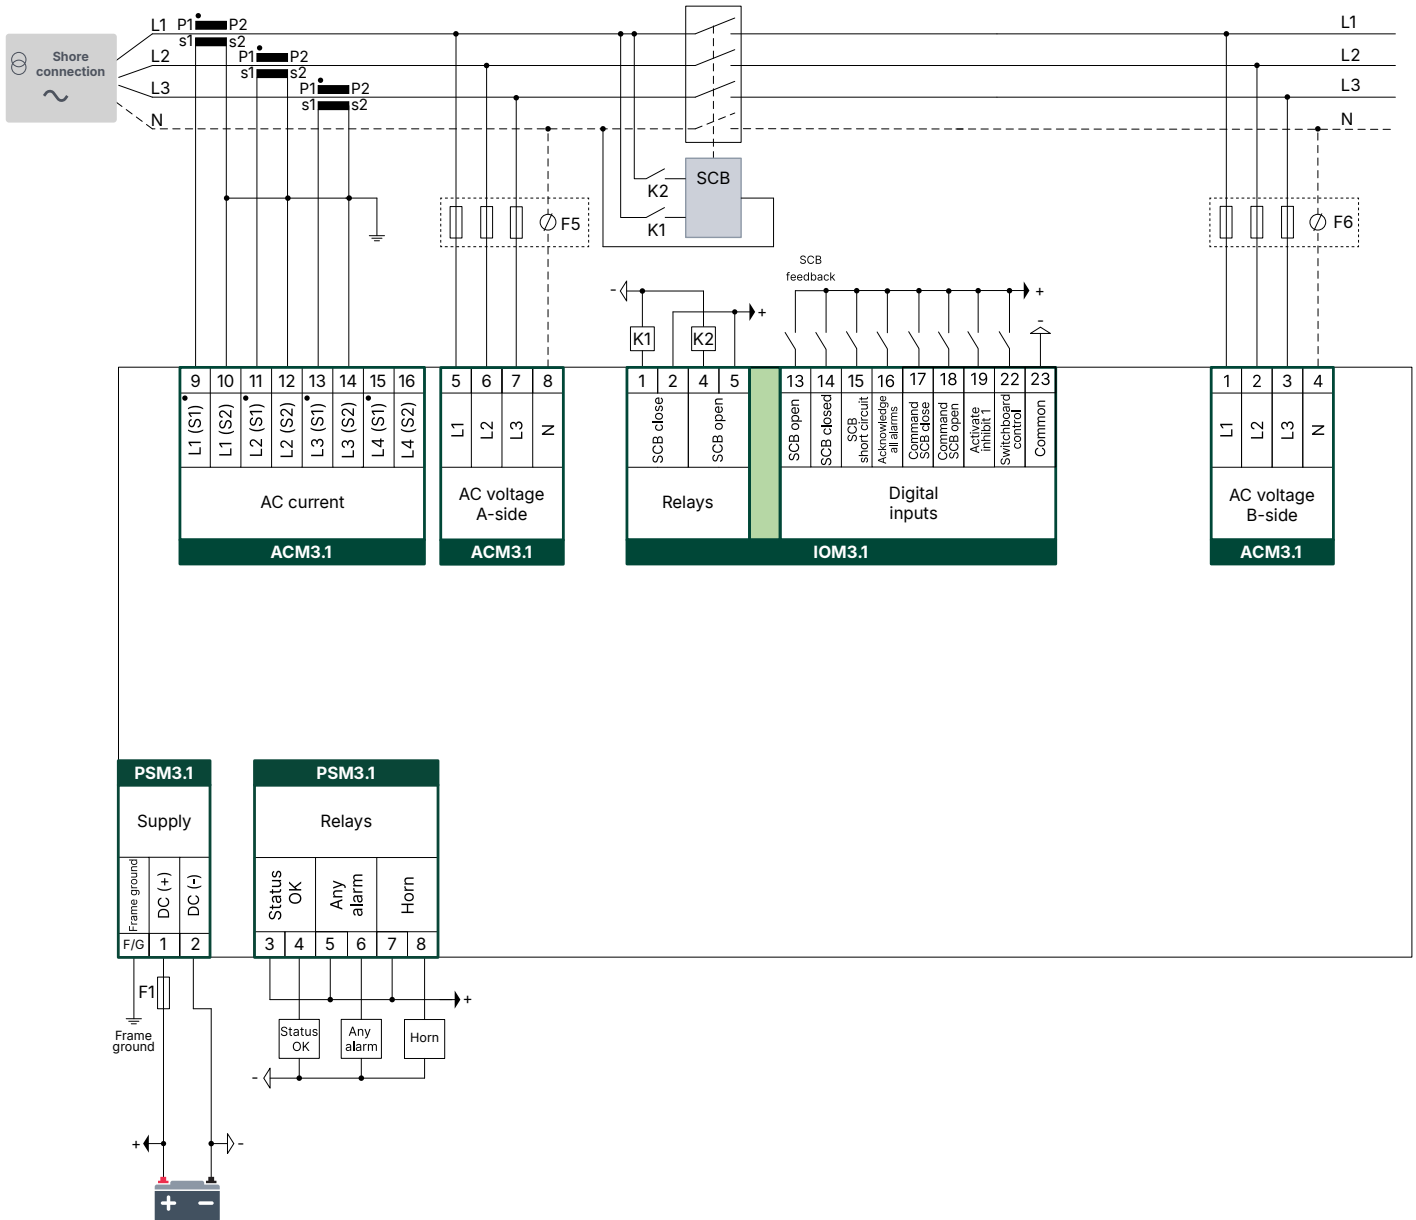 L1 P1 P2
s1 s2
L2 P1 P2
s1 s2
L3 P1 P2
s1 s2
N
Shore
connection
L1
L2
L3
N
SCB
K2
K1
F5
F6
SCB
feedback
- +
+
-
K1 K2
9 10 11 12 13 14 15 16
L1 (S1) L1 (S2) L2 (S1) L2 (S2) L3 (S1) L3 (S2) L4 (S1) L4 (S2)
AC current
ACM3.1
5 6 7 8
L1 L2 L3 N
AC voltage
A-side
ACM3.1
1 2 4 5
SCB close SCB open
Relays
13 14 15 16 17 18 19 22 23
SCB open
SCB closed
SCB
short circuit
Acknowledge
all alarms
Command
SCB close
Command
SCB open
Activate
inhibit 1
Switchboard
control
Common
Digital
inputs
IOM3.1
1 2 3 4
L1 L2 L3 N
AC voltage
B-side
ACM3.1
PSM3.1
Supply
Frame ground DC (+) DC (-)
F/G 1 2
PSM3.1
Relays
Status
OK
Any
alarm
Horn
3 4 5 6 7 8
F1
Frame
ground
+
Status
OK
Any
alarm
Horn
-
+ -
+ −